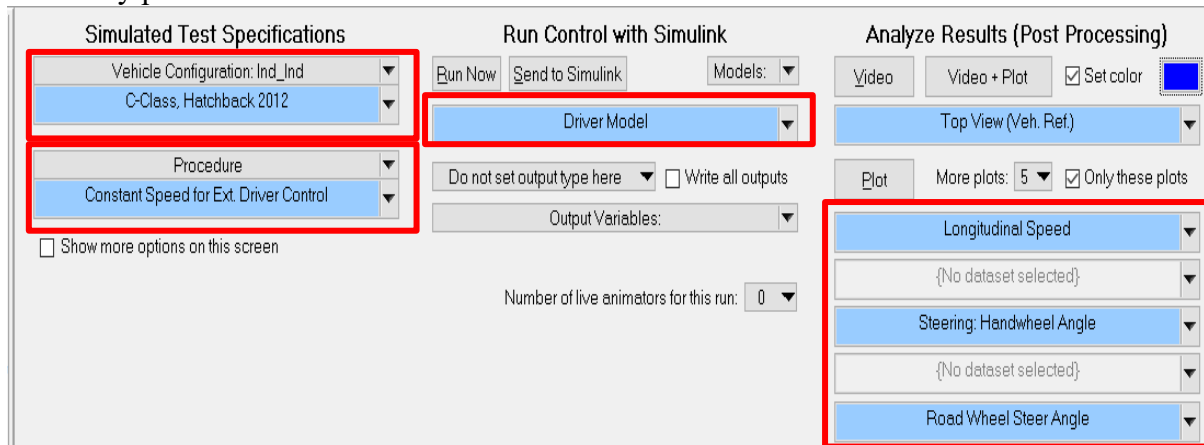 Simulated Test Specifications
Vehicle Configuration: Ind_Ind
C-Class, Hatchback 2012
Procedure
Constant Speed for Ext. Driver Control
Show more options on this screen
Run Control with Simulink
Run Now Send to Simulink Models:
Driver Model
Do not set output type here Write all outputs
Output Variables:
Number of live animators for this run: 0
Analyze Results (Post Processing)
Video Video + Plot Set color
Top View (Veh. Ref.)
Plot More plots: 5 Only these plots
Longitudinal Speed
{No dataset selected}
Steering: Handwheel Angle
{No dataset selected}
Road Wheel Steer Angle